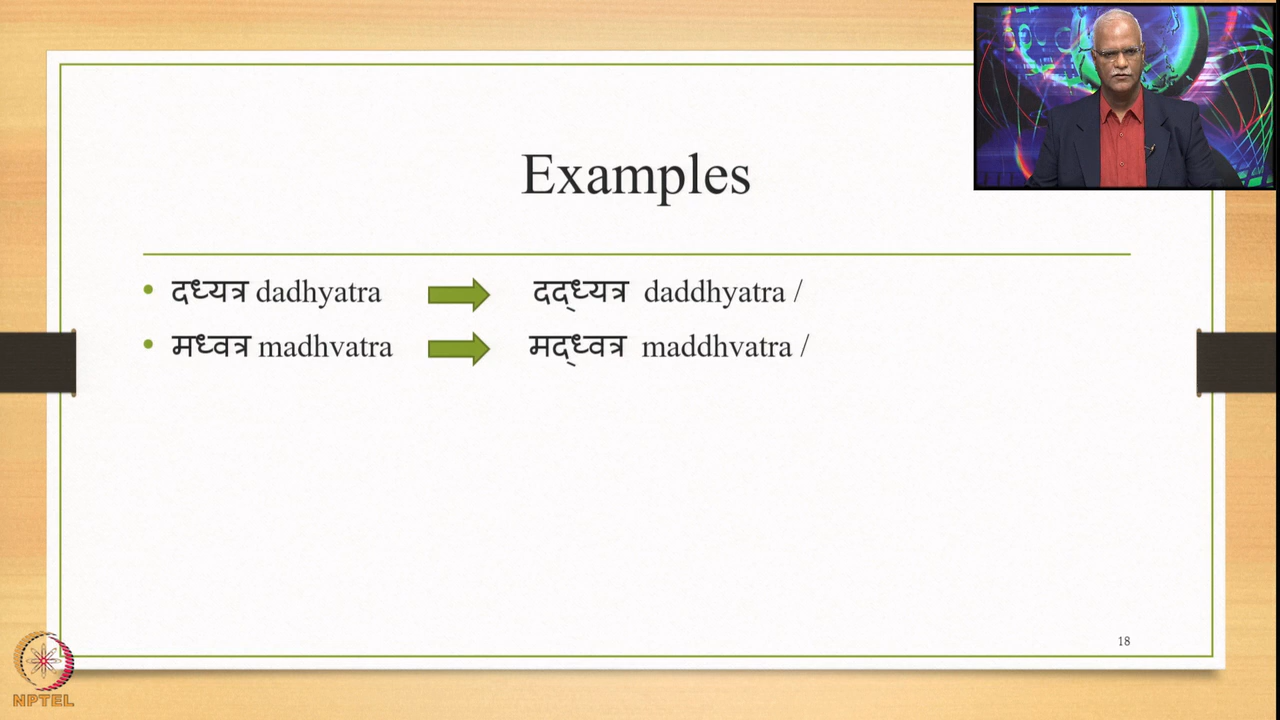 Examples
• दध्यत्र dadhyatra दद्ध्यत्र daddhyatra /
• मध्वत्र madhvatra मद्ध्वत्र maddhvatra /
18
NPTEL